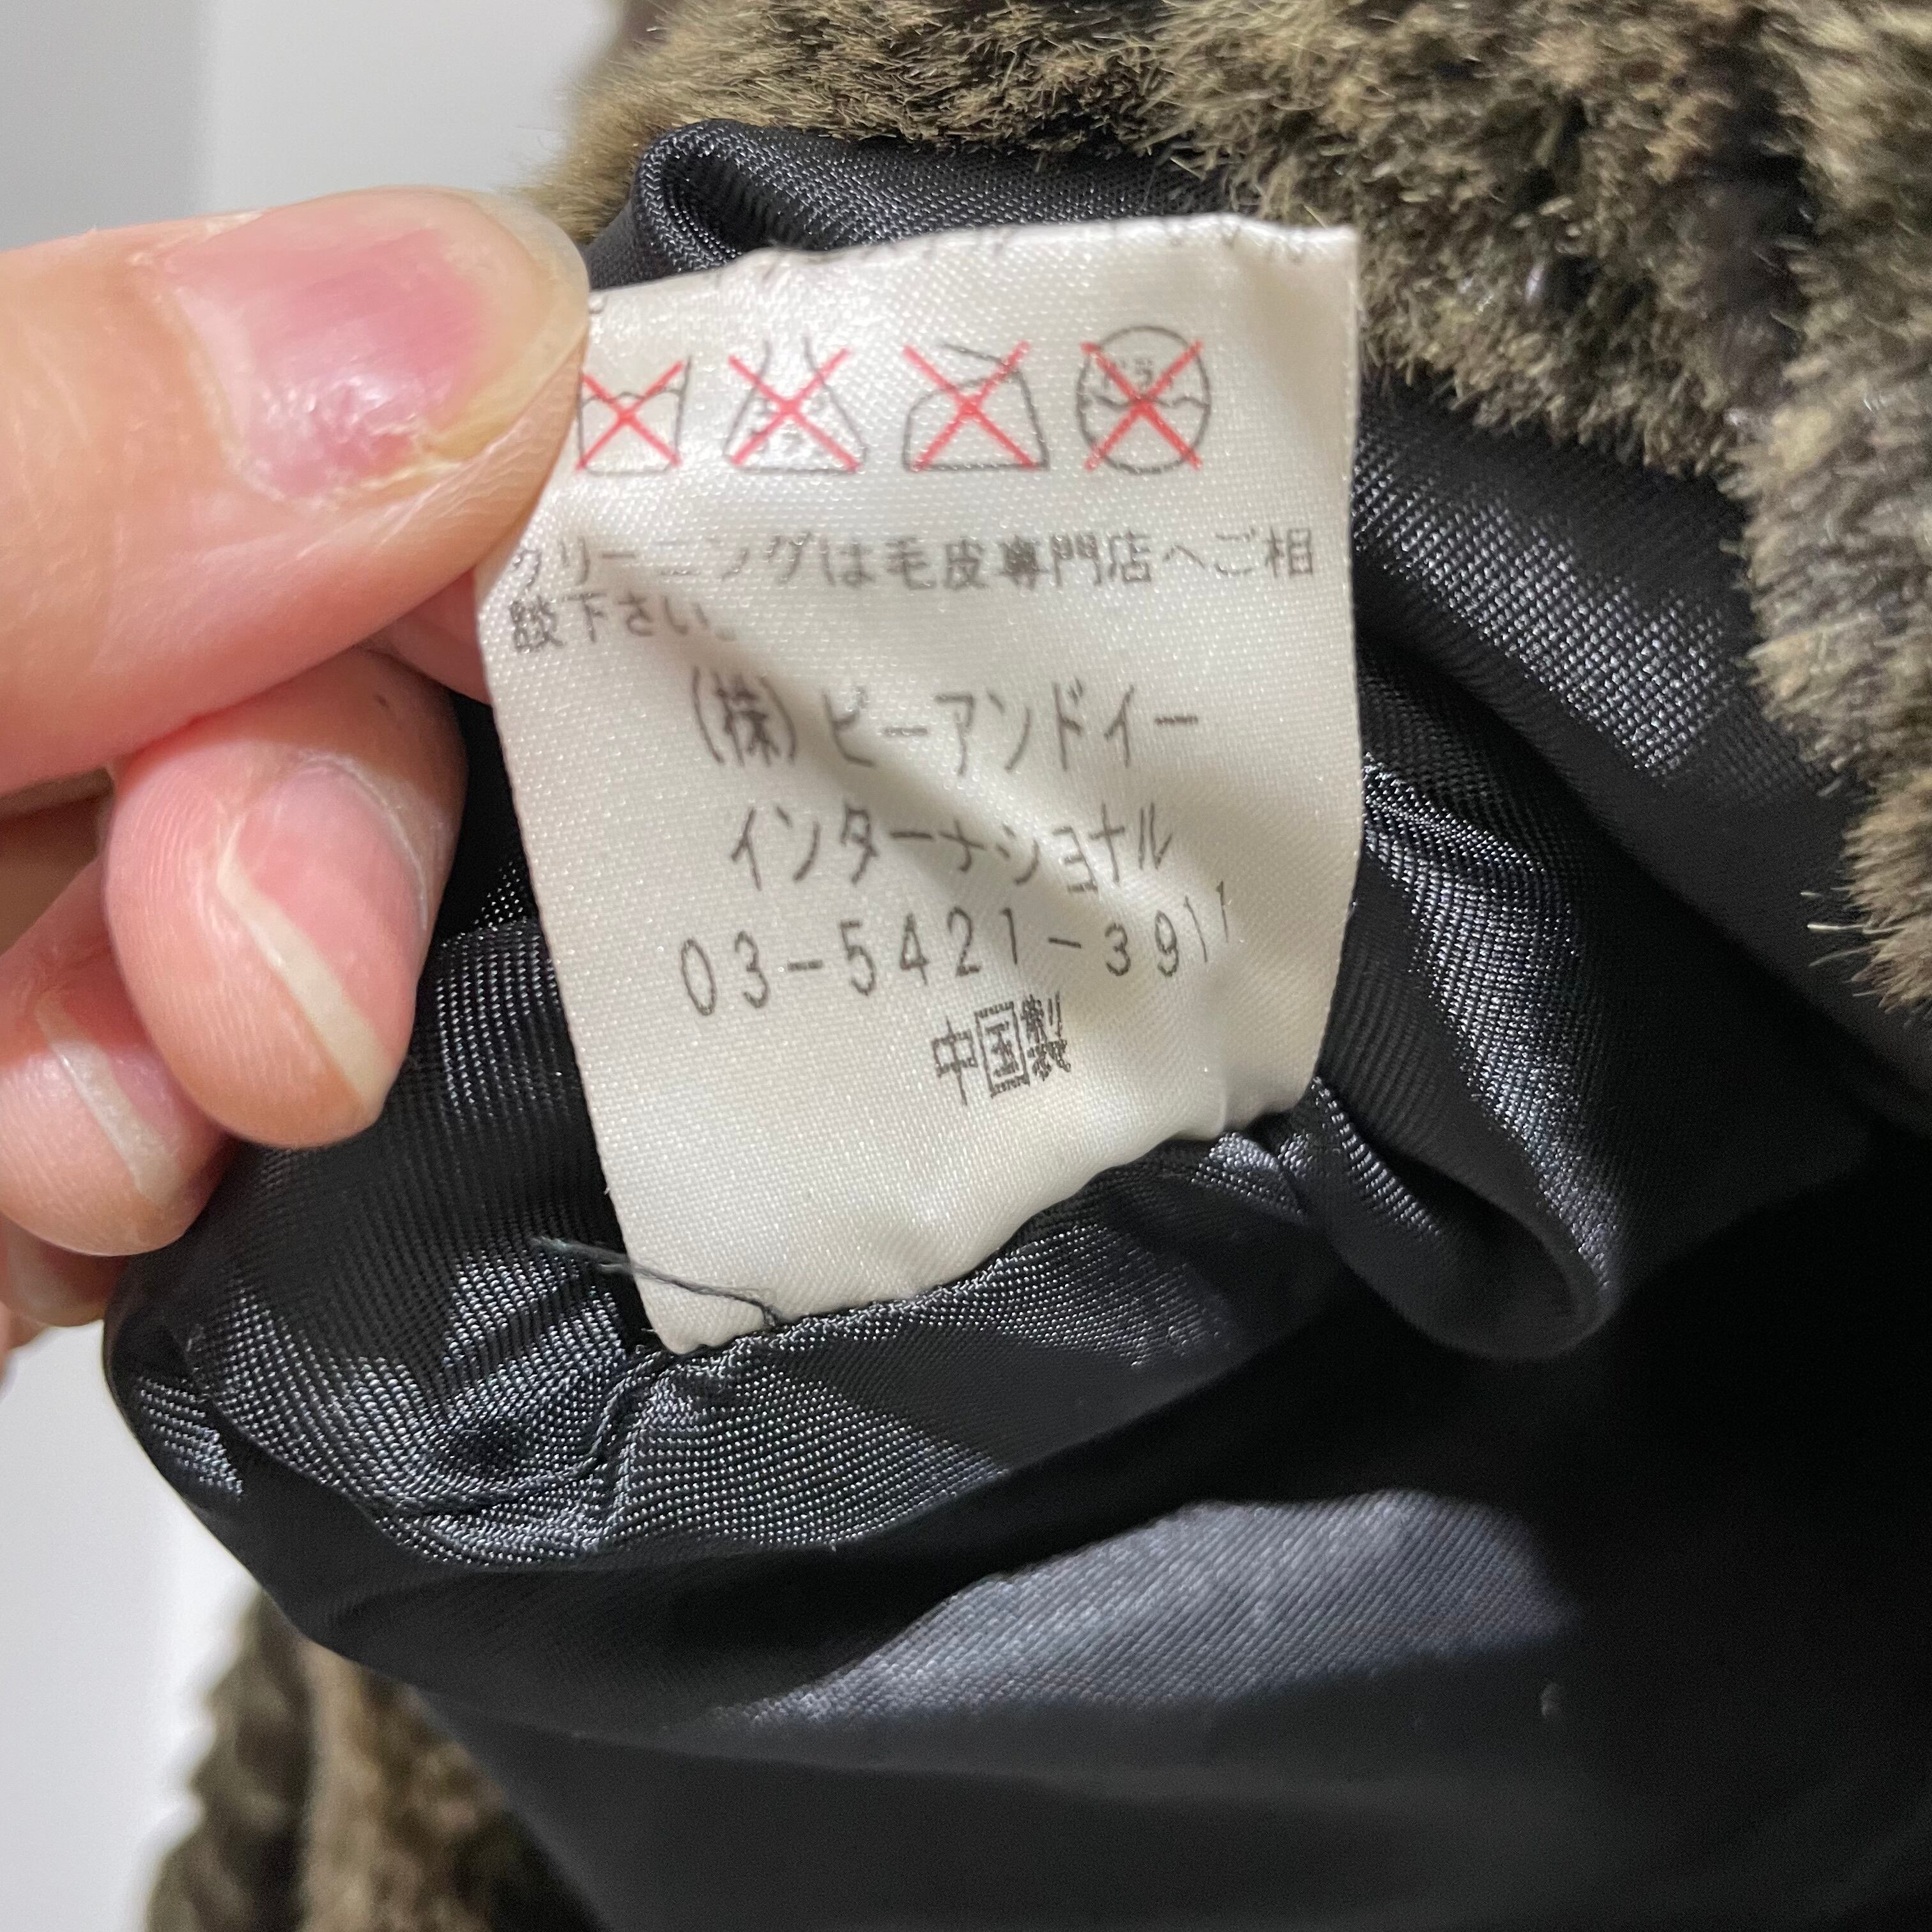 クリーニングは毛皮専門店へご相
談下さい。
(株)ビーアンドイー
インターナショナル
03-5421-3911
中国製